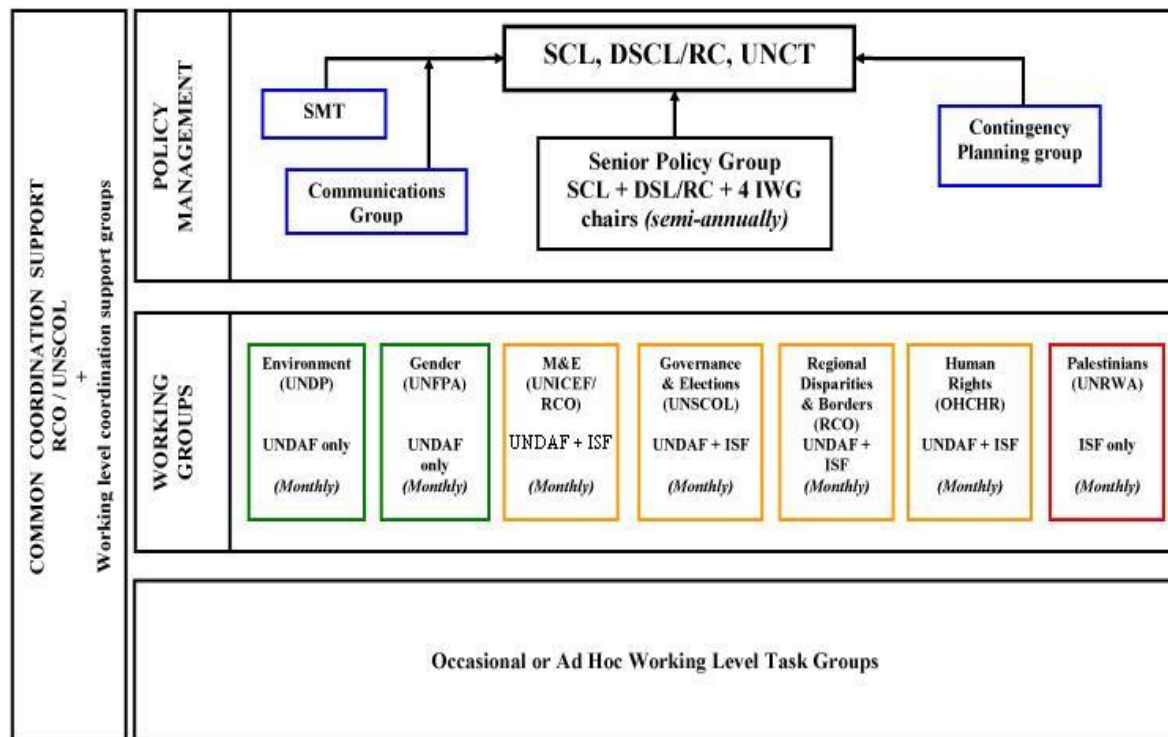 COMMON COORDINATION SUPPORT
RCO / UNSCOL
+
Working level coordination support groups
POLICY
MANAGEMENT
SCL, DSCL/RC, UNCT
SMT
Communications
Group
Senior Policy Group
SCL + DSL/RC + 4 IWG
chairs (semi-annually)
Contingency
Planning group
WORKING
GROUPS
Environment
(UNDP)
UNDAF only
(Monthly)
Gender
(UNFPA)
UNDAF
only
(Monthly)
M&E
(UNICEF/
RCO)
UNDAF + ISF
(Monthly)
Governance
& Elections
(UNSCOL)
UNDAF + ISF
(Monthly)
Regional
Disparities
& Borders
(RCO)
UNDAF +
ISF
(Monthly)
Human
Rights
(OHCHR)
UNDAF + ISF
(Monthly)
Palestinians
(UNRWA)
ISF only
(Monthly)
Occasional or Ad Hoc Working Level Task Groups